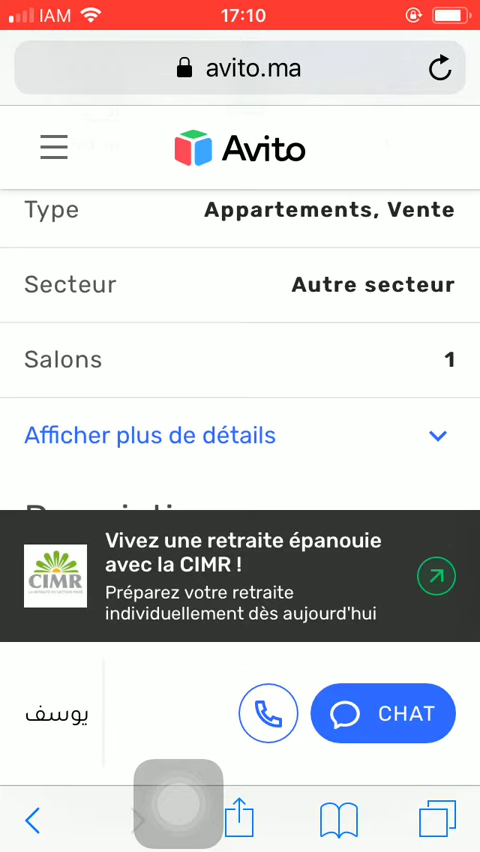 IAM 17:10
avito.ma
Avito
Type Appartements, Vente
Secteur Autre secteur
Salons 1
Afficher plus de détails
Description
Vivez une retraite épanouie
avec la CIMR !
Préparez votre retraite
individuellement dès aujourd'hui
CIMR
يوسف
CHAT